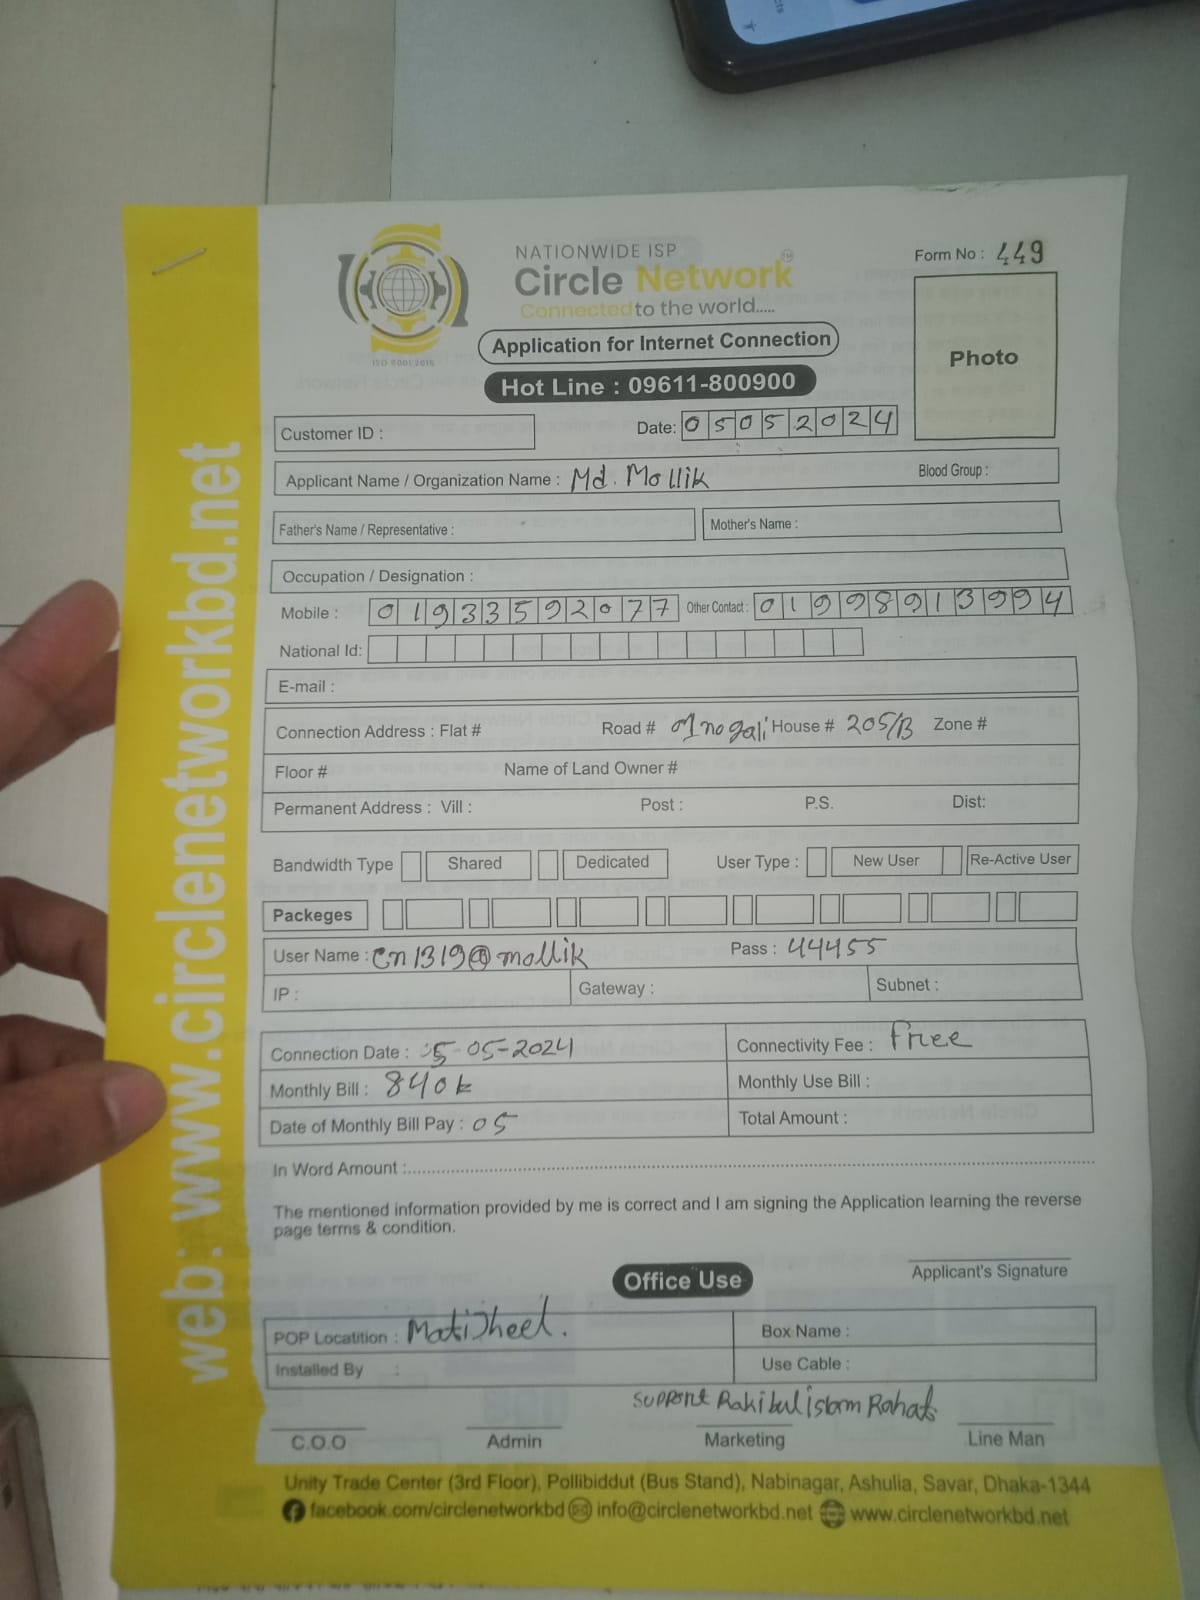 NATIONWIDE ISP
Circle Network
Connected to the world.....
ISO 9001:2015
Form No : 449
Application for Internet Connection
Hot Line : 09611-800900
Photo
Customer ID :
Date: 05052024
Applicant Name / Organization Name : Md. Mollik Blood Group :
Father's Name / Representative : Mother's Name :
Occupation / Designation :
Mobile : 01933592077 Other Contact : 01998913994
National Id:
E-mail :
Connection Address : Flat # Road # 01 no gali House # 205/B Zone #
Floor # Name of Land Owner #
Permanent Address : Vill : Post : P.S. Dist:
Bandwidth Type Shared Dedicated User Type : New User Re-Active User
Packeges
User Name : cn1319@mollik Pass : 44455
IP : Gateway : Subnet :
Connection Date : 05-05-2024 Connectivity Fee : free
Monthly Bill : 840k Monthly Use Bill :
Date of Monthly Bill Pay : 05 Total Amount :
In Word Amount :
The mentioned information provided by me is correct and I am signing the Application learning the reverse
page terms & condition.
Applicant's Signature
Office Use
POP Locatition : Motijheel. Box Name :
Installed By : Use Cable :
support Rakibul islam Rahat
C.O.O Admin Marketing Line Man
Unity Trade Center (3rd Floor), Pollibiddut (Bus Stand), Nabinagar, Ashulia, Savar, Dhaka-1344
facebook.com/circlenetworkbd info@circlenetworkbd.net www.circlenetworkbd.net
web: www.circlenetworkbd.net